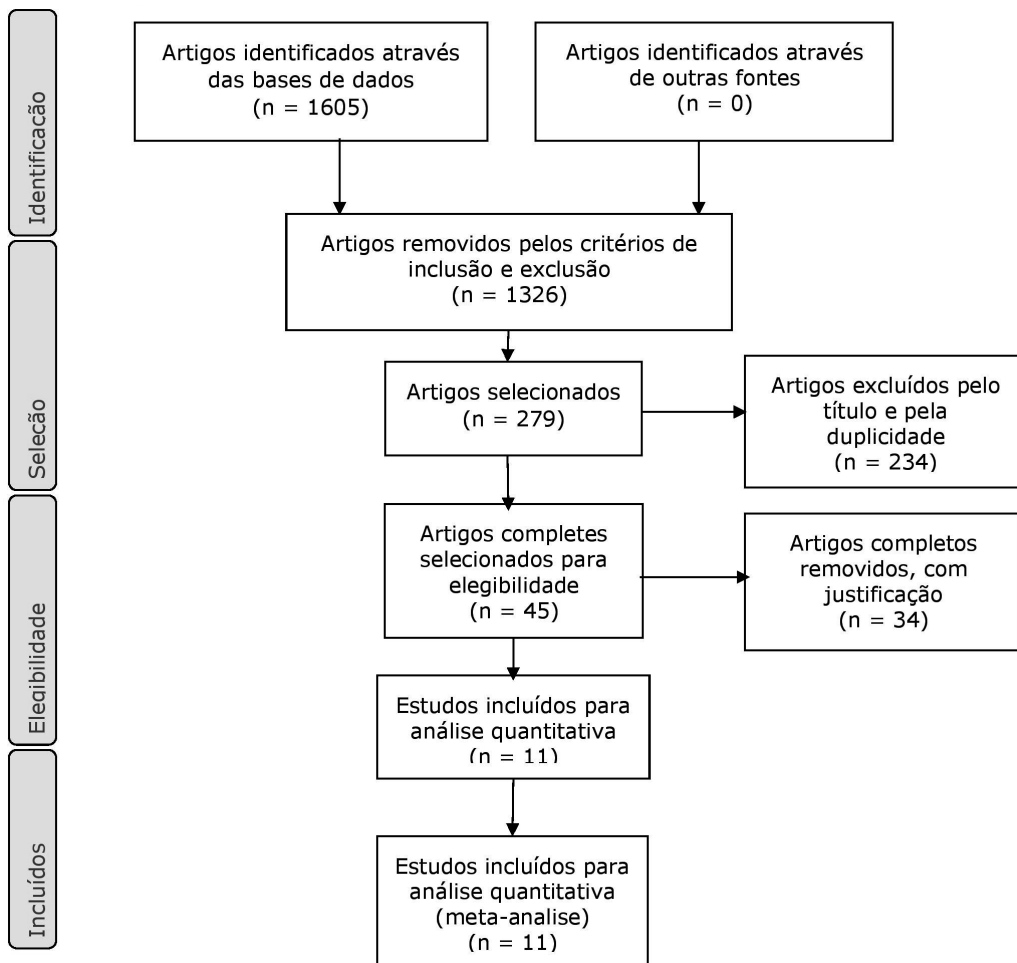 Identificação
Artigos identificados através
das bases de dados
(n = 1605)
Artigos identificados através
de outras fontes
(n = 0)
Artigos removidos pelos critérios de
inclusão e exclusão
(n = 1326)
Seleção
Artigos selecionados
(n = 279)
Artigos excluídos pelo
título e pela
duplicidade
(n = 234)
Elegibilidade
Artigos completes
selecionados para
elegibilidade
(n = 45)
Artigos completos
removidos, com
justificação
(n = 34)
Estudos incluídos para
análise quantitativa
(n = 11)
Incluídos
Estudos incluídos para
análise quantitativa
(meta-analise)
(n = 11)